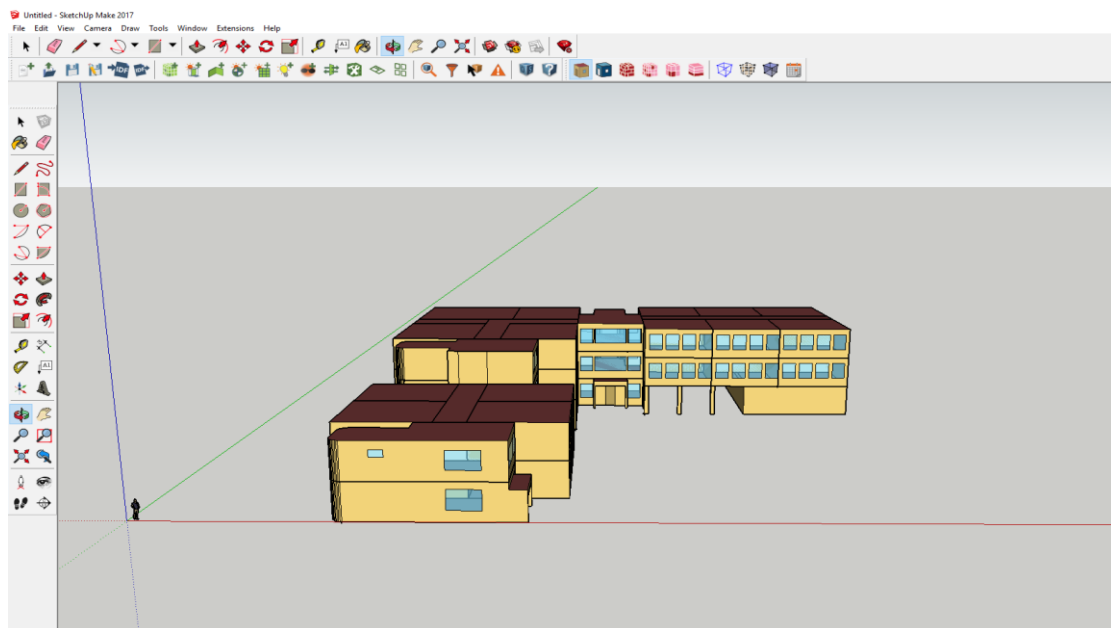 Untitled - SketchUp Make 2017
File Edit View Camera Draw Tools Window Extensions Help